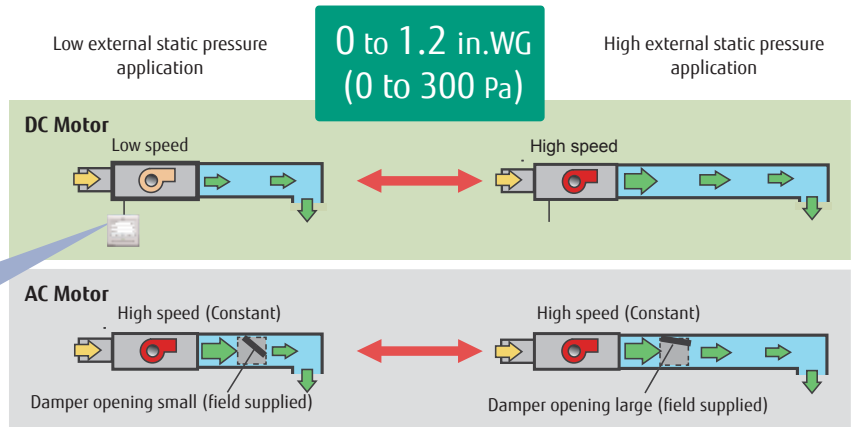 Low external static pressure
application
0 to 1.2 in.WG
(0 to 300 Pa)
High external static pressure
application
DC Motor
Low speed
High speed
AC Motor
High speed (Constant)
High speed (Constant)
Damper opening small (field supplied)
Damper opening large (field supplied)